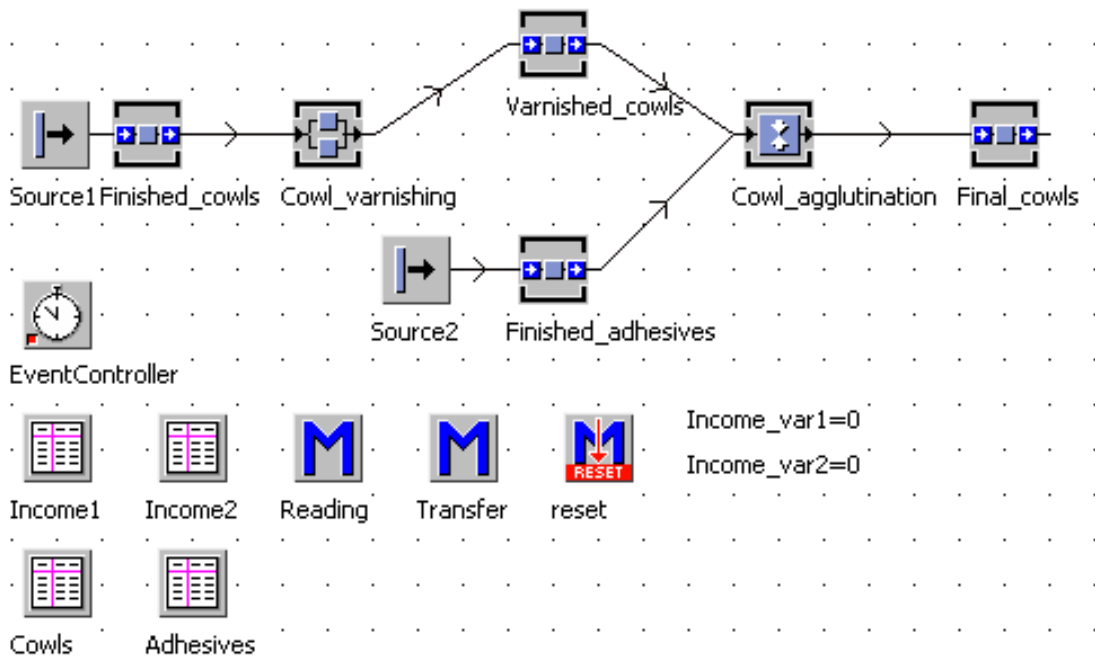 Varnished_cowls
Source1 Finished_cowls Cowl_varnishing Cowl_agglutination Final_cowls
Source2 Finished_adhesives
EventController
Income_var1=0
Income_var2=0
RESET
Income1 Income2 Reading Transfer reset
Cowls Adhesives